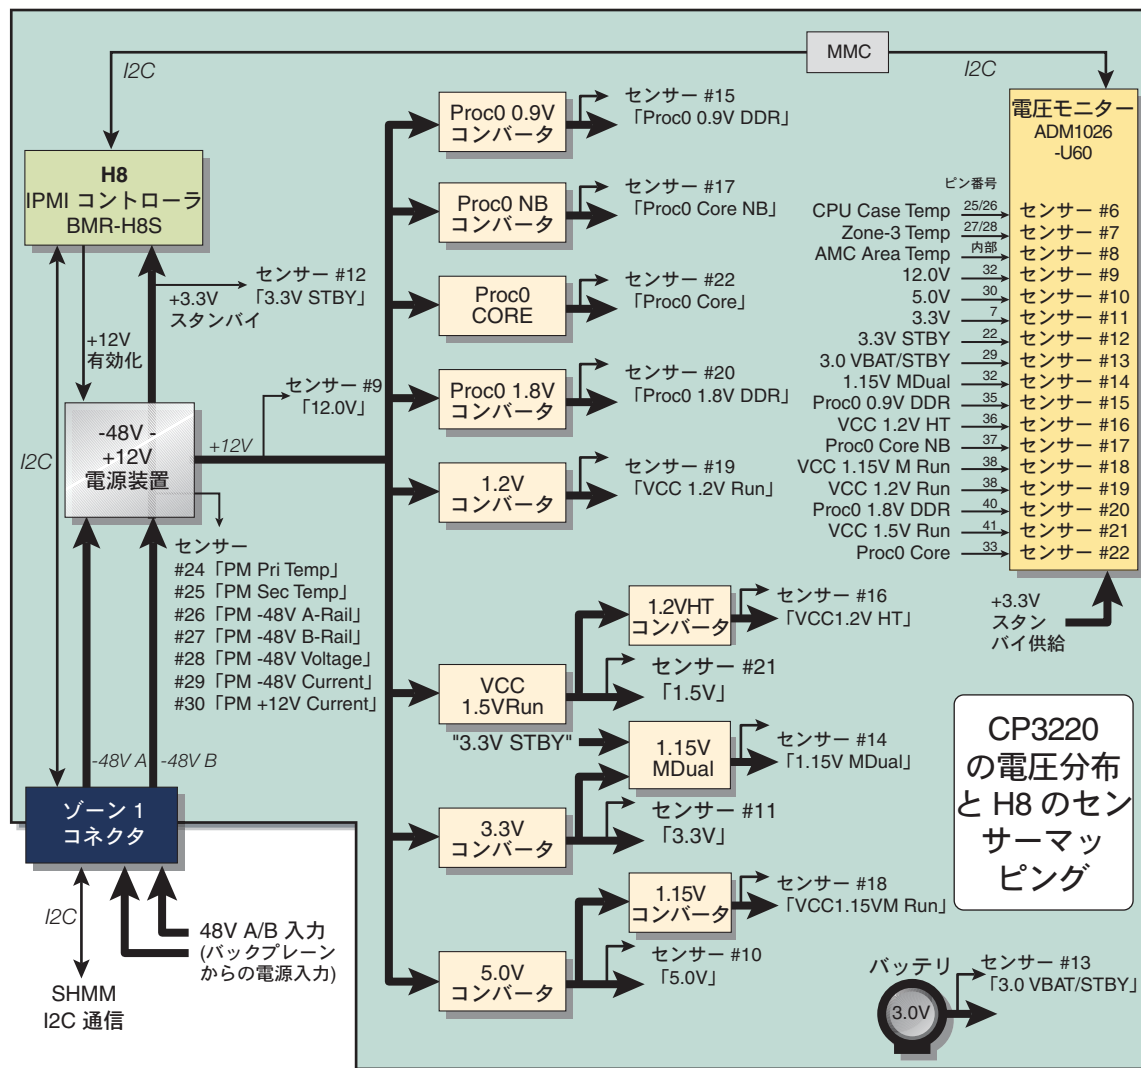 MMC
I2C
I2C
H8
IPMI コントローラ
BMR-H8S
センサー #12
「3.3V STBY」
+3.3V
スタンバイ
+12V
有効化
I2C
-48V -
+12V
電源装置
+12V
センサー #9
「12.0V」
センサー
#24「PM Pri Temp」
#25「PM Sec Temp」
#26「PM -48V A-Rail」
#27「PM -48V B-Rail」
#28「PM -48V Voltage」
#29「PM -48V Current」
#30「PM +12V Current」
-48V A
-48V B
ゾーン 1
コネクタ
I2C
48V A/B 入力
(バックプレーン
からの電源入力)
SHMM
I2C 通信
Proc0 0.9V
コンバータ
センサー #15
「Proc0 0.9V DDR」
Proc0 NB
コンバータ
センサー #17
「Proc0 Core NB」
Proc0
CORE
センサー #22
「Proc0 Core」
Proc0 1.8V
コンバータ
センサー #20
「Proc0 1.8V DDR」
1.2V
コンバータ
センサー #19
「VCC 1.2V Run」
1.2VHT
コンバータ
センサー #16
「VCC1.2V HT」
VCC
1.5VRun
センサー #21
「1.5V」
"3.3V STBY"
1.15V
MDual
センサー #14
「1.15V MDual」
3.3V
コンバータ
センサー #11
「3.3V」
1.15V
コンバータ
センサー #18
「VCC1.15VM Run」
5.0V
コンバータ
センサー #10
「5.0V」
電圧モニター
ADM1026
-U60
ピン番号
CPU Case Temp 25/26 センサー #6
Zone-3 Temp 27/28 センサー #7
AMC Area Temp 内部 センサー #8
12.0V 32 センサー #9
5.0V 30 センサー #10
3.3V 7 センサー #11
3.3V STBY 22 センサー #12
3.0 VBAT/STBY 29 センサー #13
1.15V MDual 32 センサー #14
Proc0 0.9V DDR 35 センサー #15
VCC 1.2V HT 36 センサー #16
Proc0 Core NB 37 センサー #17
VCC 1.15V M Run 38 センサー #18
VCC 1.2V Run 38 センサー #19
Proc0 1.8V DDR 40 センサー #20
VCC 1.5V Run 41 センサー #21
Proc0 Core 33 センサー #22
+3.3V
スタン
バイ供給
CP3220
の電圧分布
と H8 のセン
サーマッ
ピング
バッテリ
3.0V
センサー #13
「3.0 VBAT/STBY」